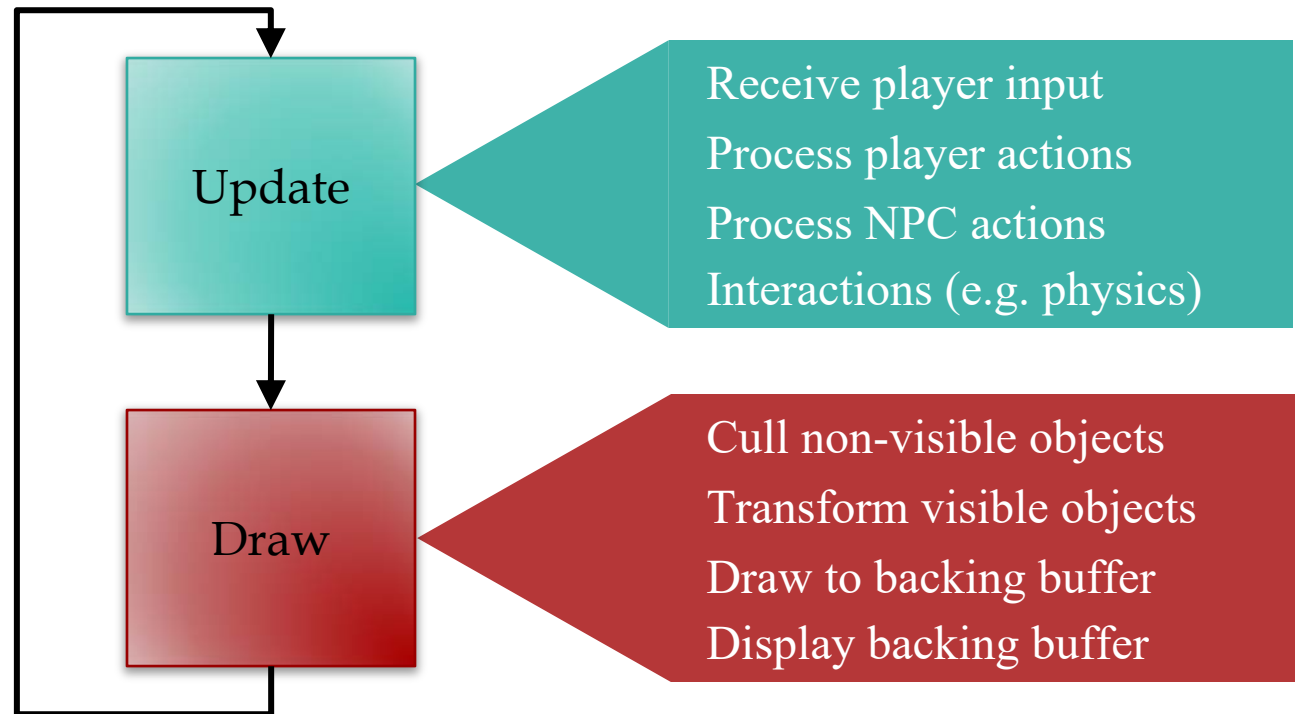 Update
Receive player input
Process player actions
Process NPC actions
Interactions (e.g. physics)
Draw
Cull non-visible objects
Transform visible objects
Draw to backing buffer
Display backing buffer